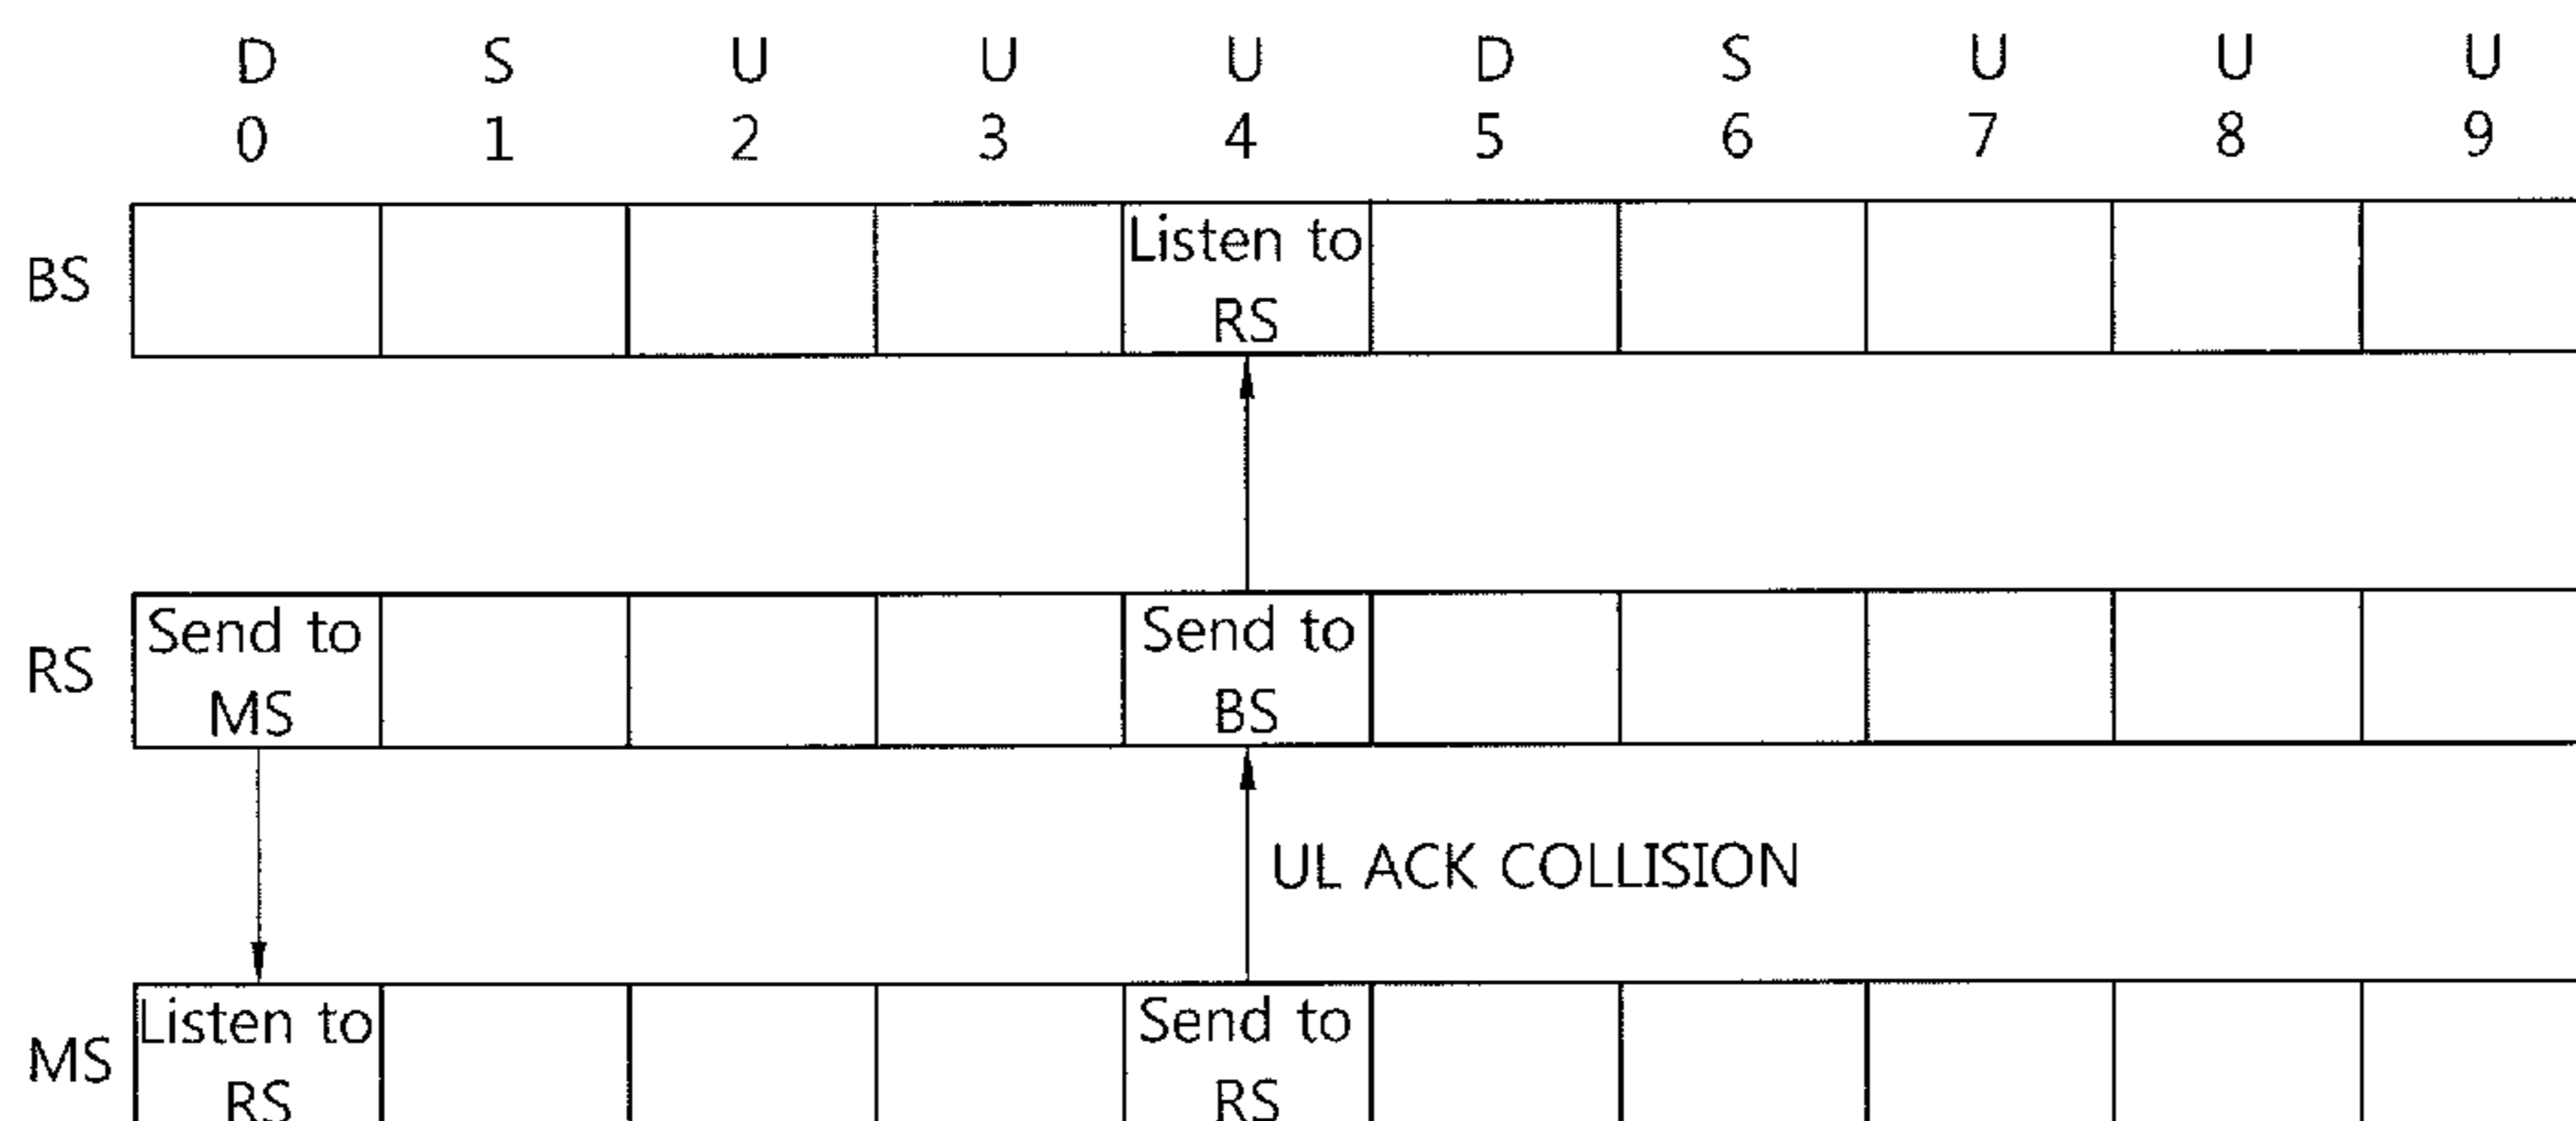 D S U U U D S U U U
0 1 2 3 4 5 6 7 8 9
BS
Listen to
RS
RS
Send to
MS
Send to
BS
UL ACK COLLISION
MS
Listen to
RS
Send to
RS